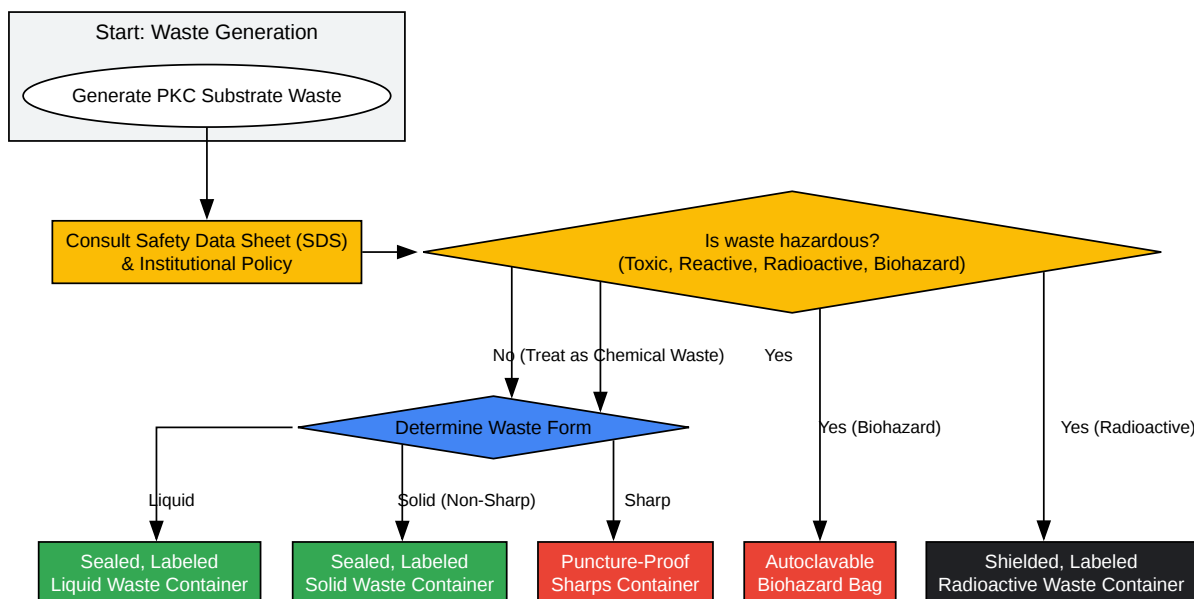 Start: Waste Generation
Generate PKC Substrate Waste
Consult Safety Data Sheet (SDS)
& Institutional Policy
Is waste hazardous?
(Toxic, Reactive, Radioactive, Biohazard)
No (Treat as Chemical Waste)
Yes
Determine Waste Form
Yes (Biohazard)
Yes (Radioactive)
Liquid
Solid (Non-Sharp)
Sharp
Sealed, Labeled
Liquid Waste Container
Sealed, Labeled
Solid Waste Container
Puncture-Proof
Sharps Container
Autoclavable
Biohazard Bag
Shielded, Labeled
Radioactive Waste Container